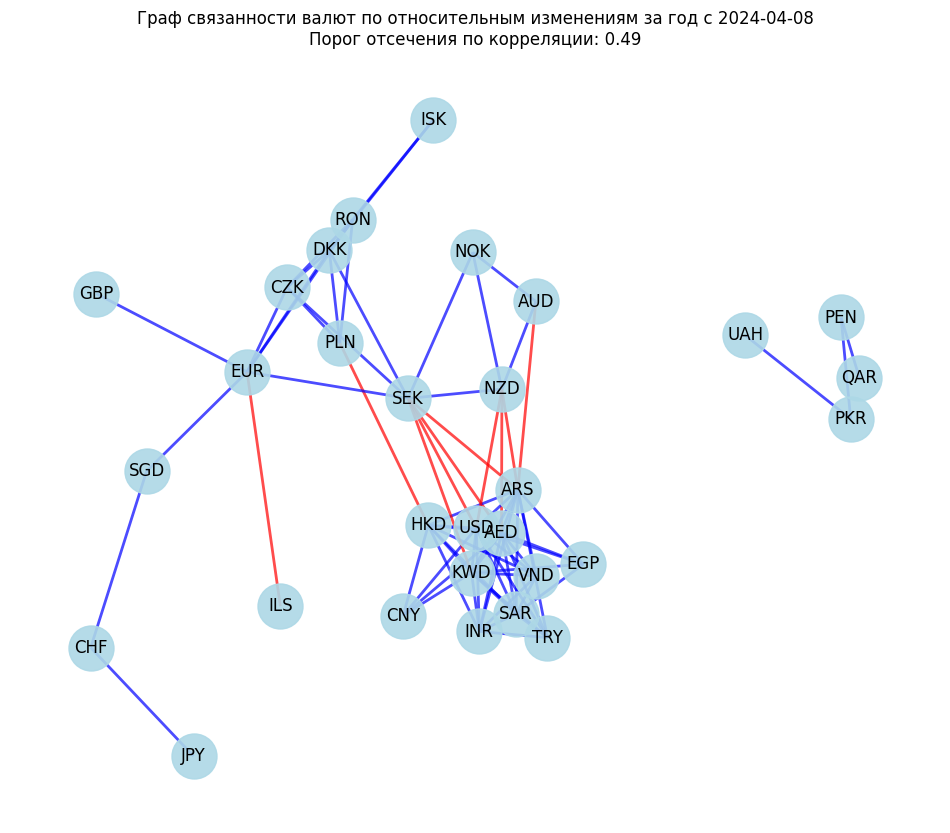 Граф связанности валют по относительным изменениям за год с 2024-04-08
Порог отсечения по корреляции: 0.49
ISK
RON
DKK
NOK
CZK
GBP
AUD
PEN
UAH
PLN
EUR
QAR
NZD
SEK
PKR
SGD
ARS
HKD
USD
AED
EGP
KWD
VND
ILS
CNY
SAR
INR
TRY
CHF
JPY